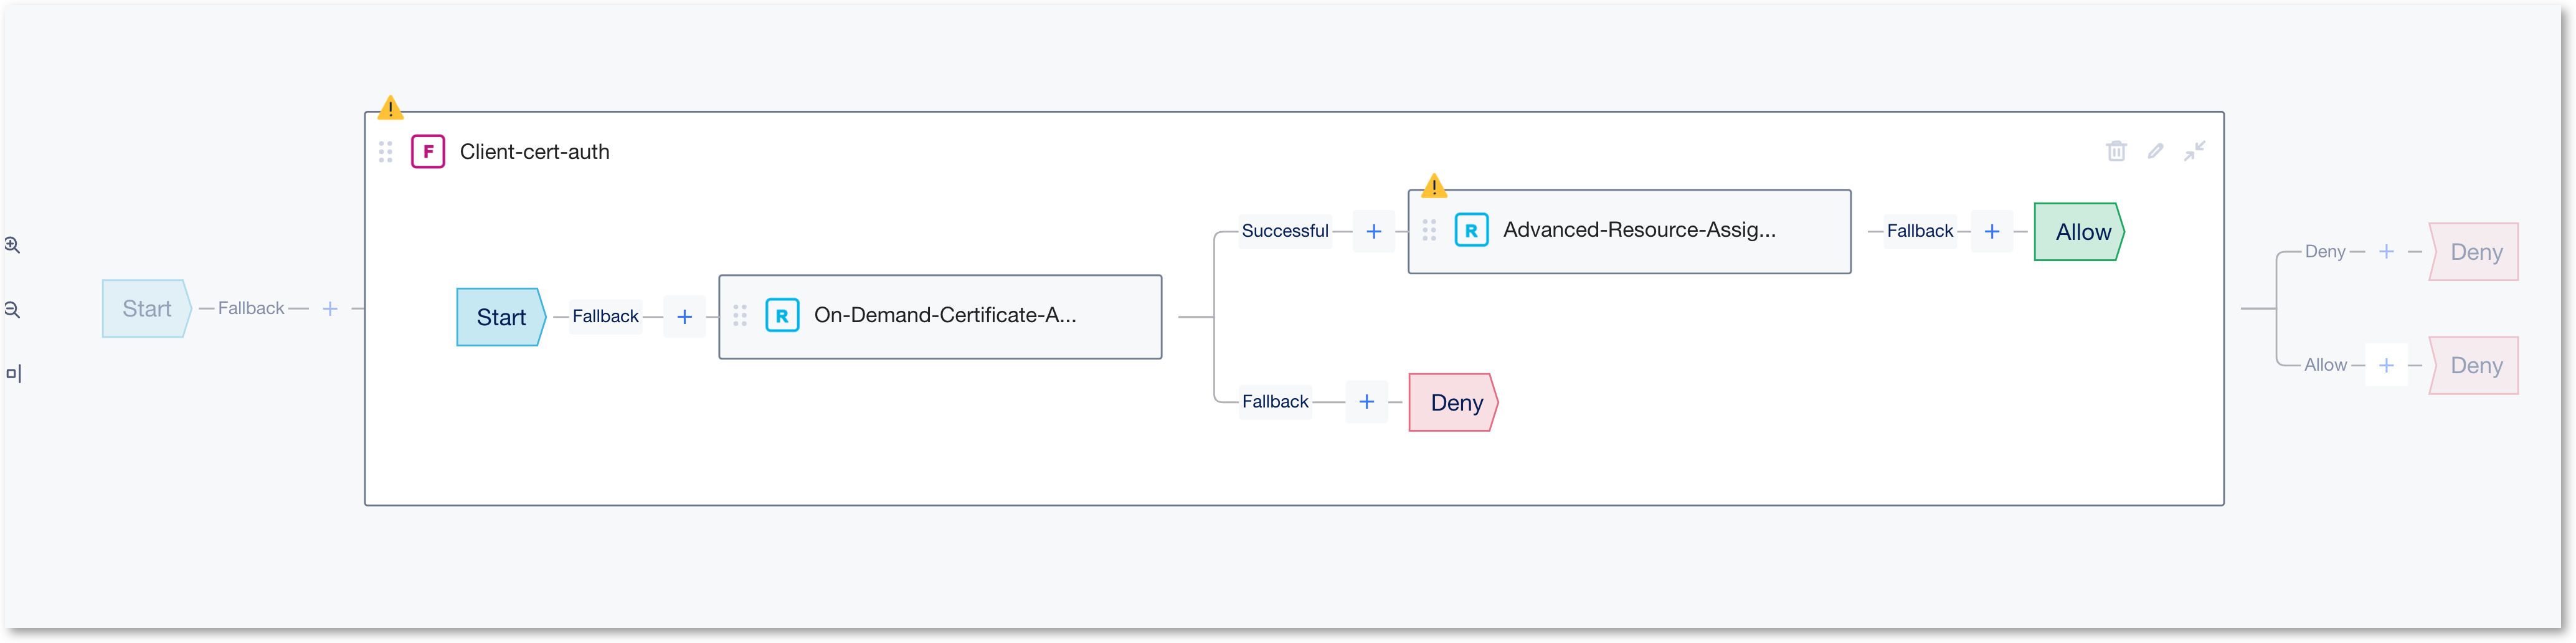 Start
Fallback
F
Client-cert-auth
Start
Fallback
R
On-Demand-Certificate-A...
Successful
R
Advanced-Resource-Assig...
Fallback
Allow
Fallback
Deny
Deny
Deny
Allow
Deny